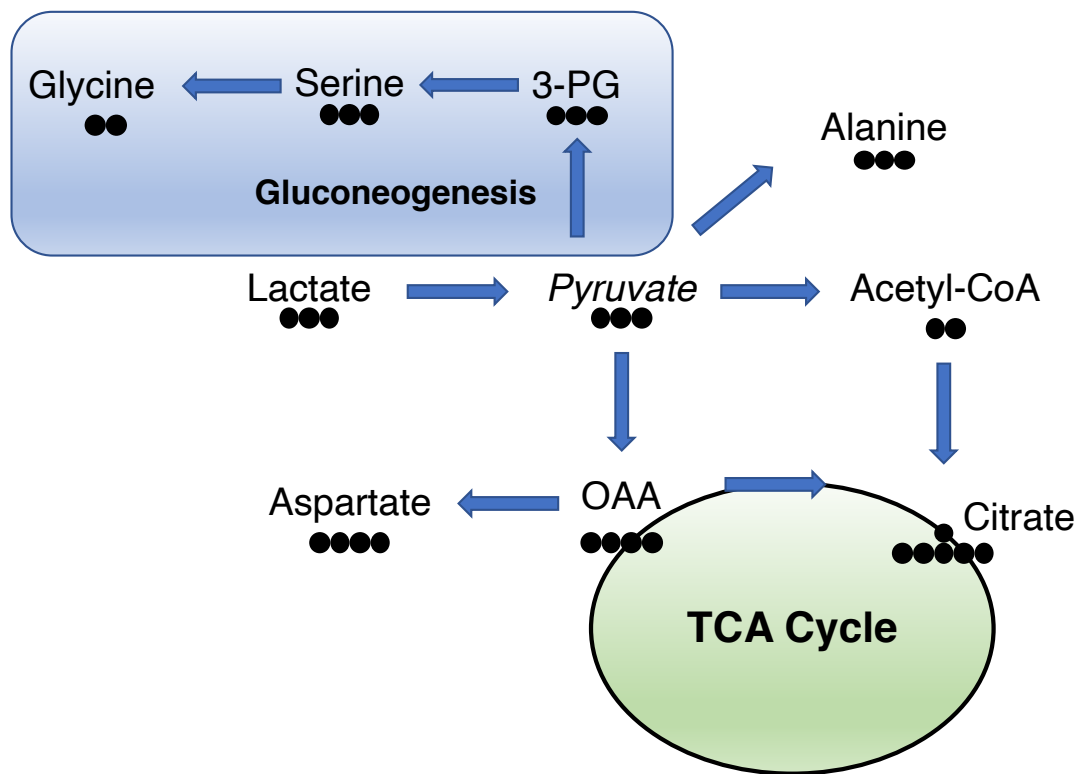 Glycine
Serine
3-PG
Alanine
Gluconeogenesis
Lactate
Pyruvate
Acetyl-CoA
Aspartate
OAA
Citrate
TCA Cycle